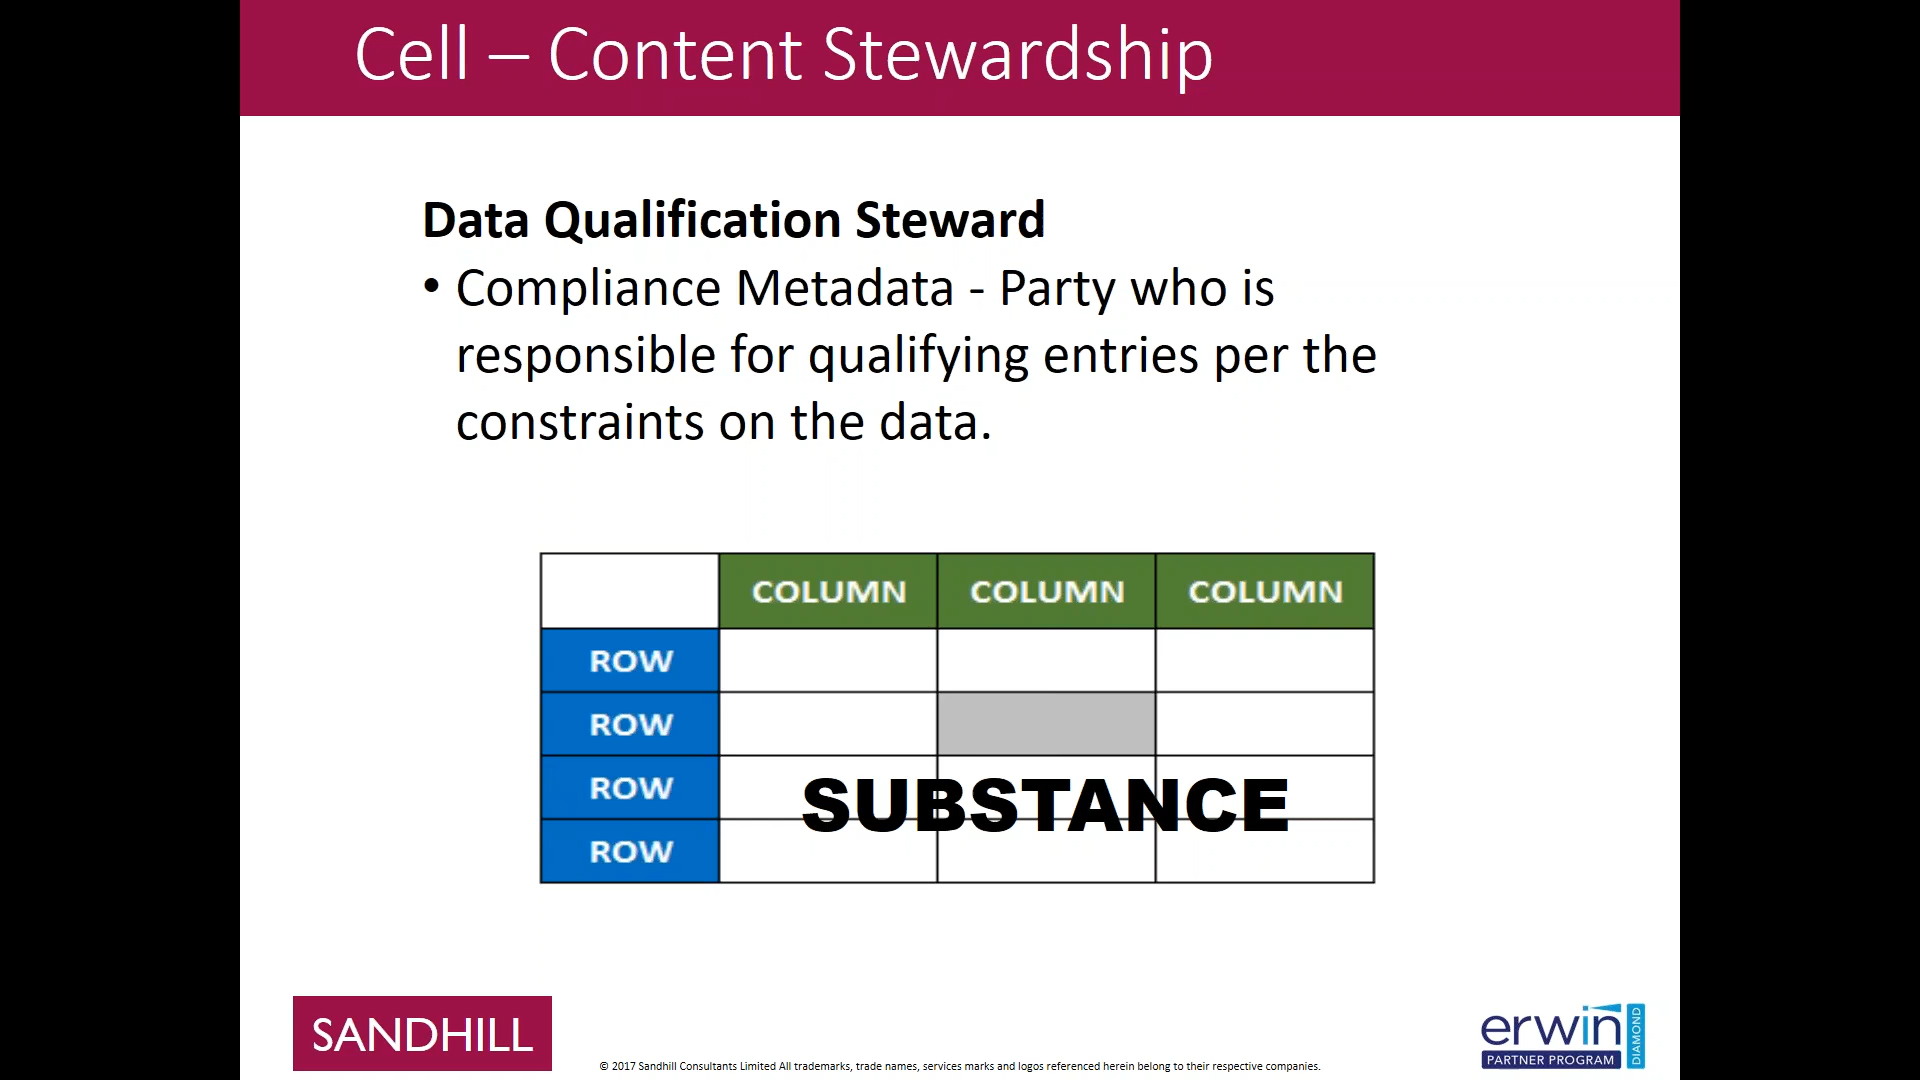 Cell – Content Stewardship
Data Qualification Steward
• Compliance Metadata - Party who is
responsible for qualifying entries per the
constraints on the data.
COLUMN COLUMN COLUMN
ROW
ROW
ROW
SUBSTANCE
ROW
SANDHILL
© 2017 Sandhill Consultants Limited All trademarks, trade names, services marks and logos referenced herein belong to their respective companies.
erwin
PARTNER PROGRAM
DIAMOND